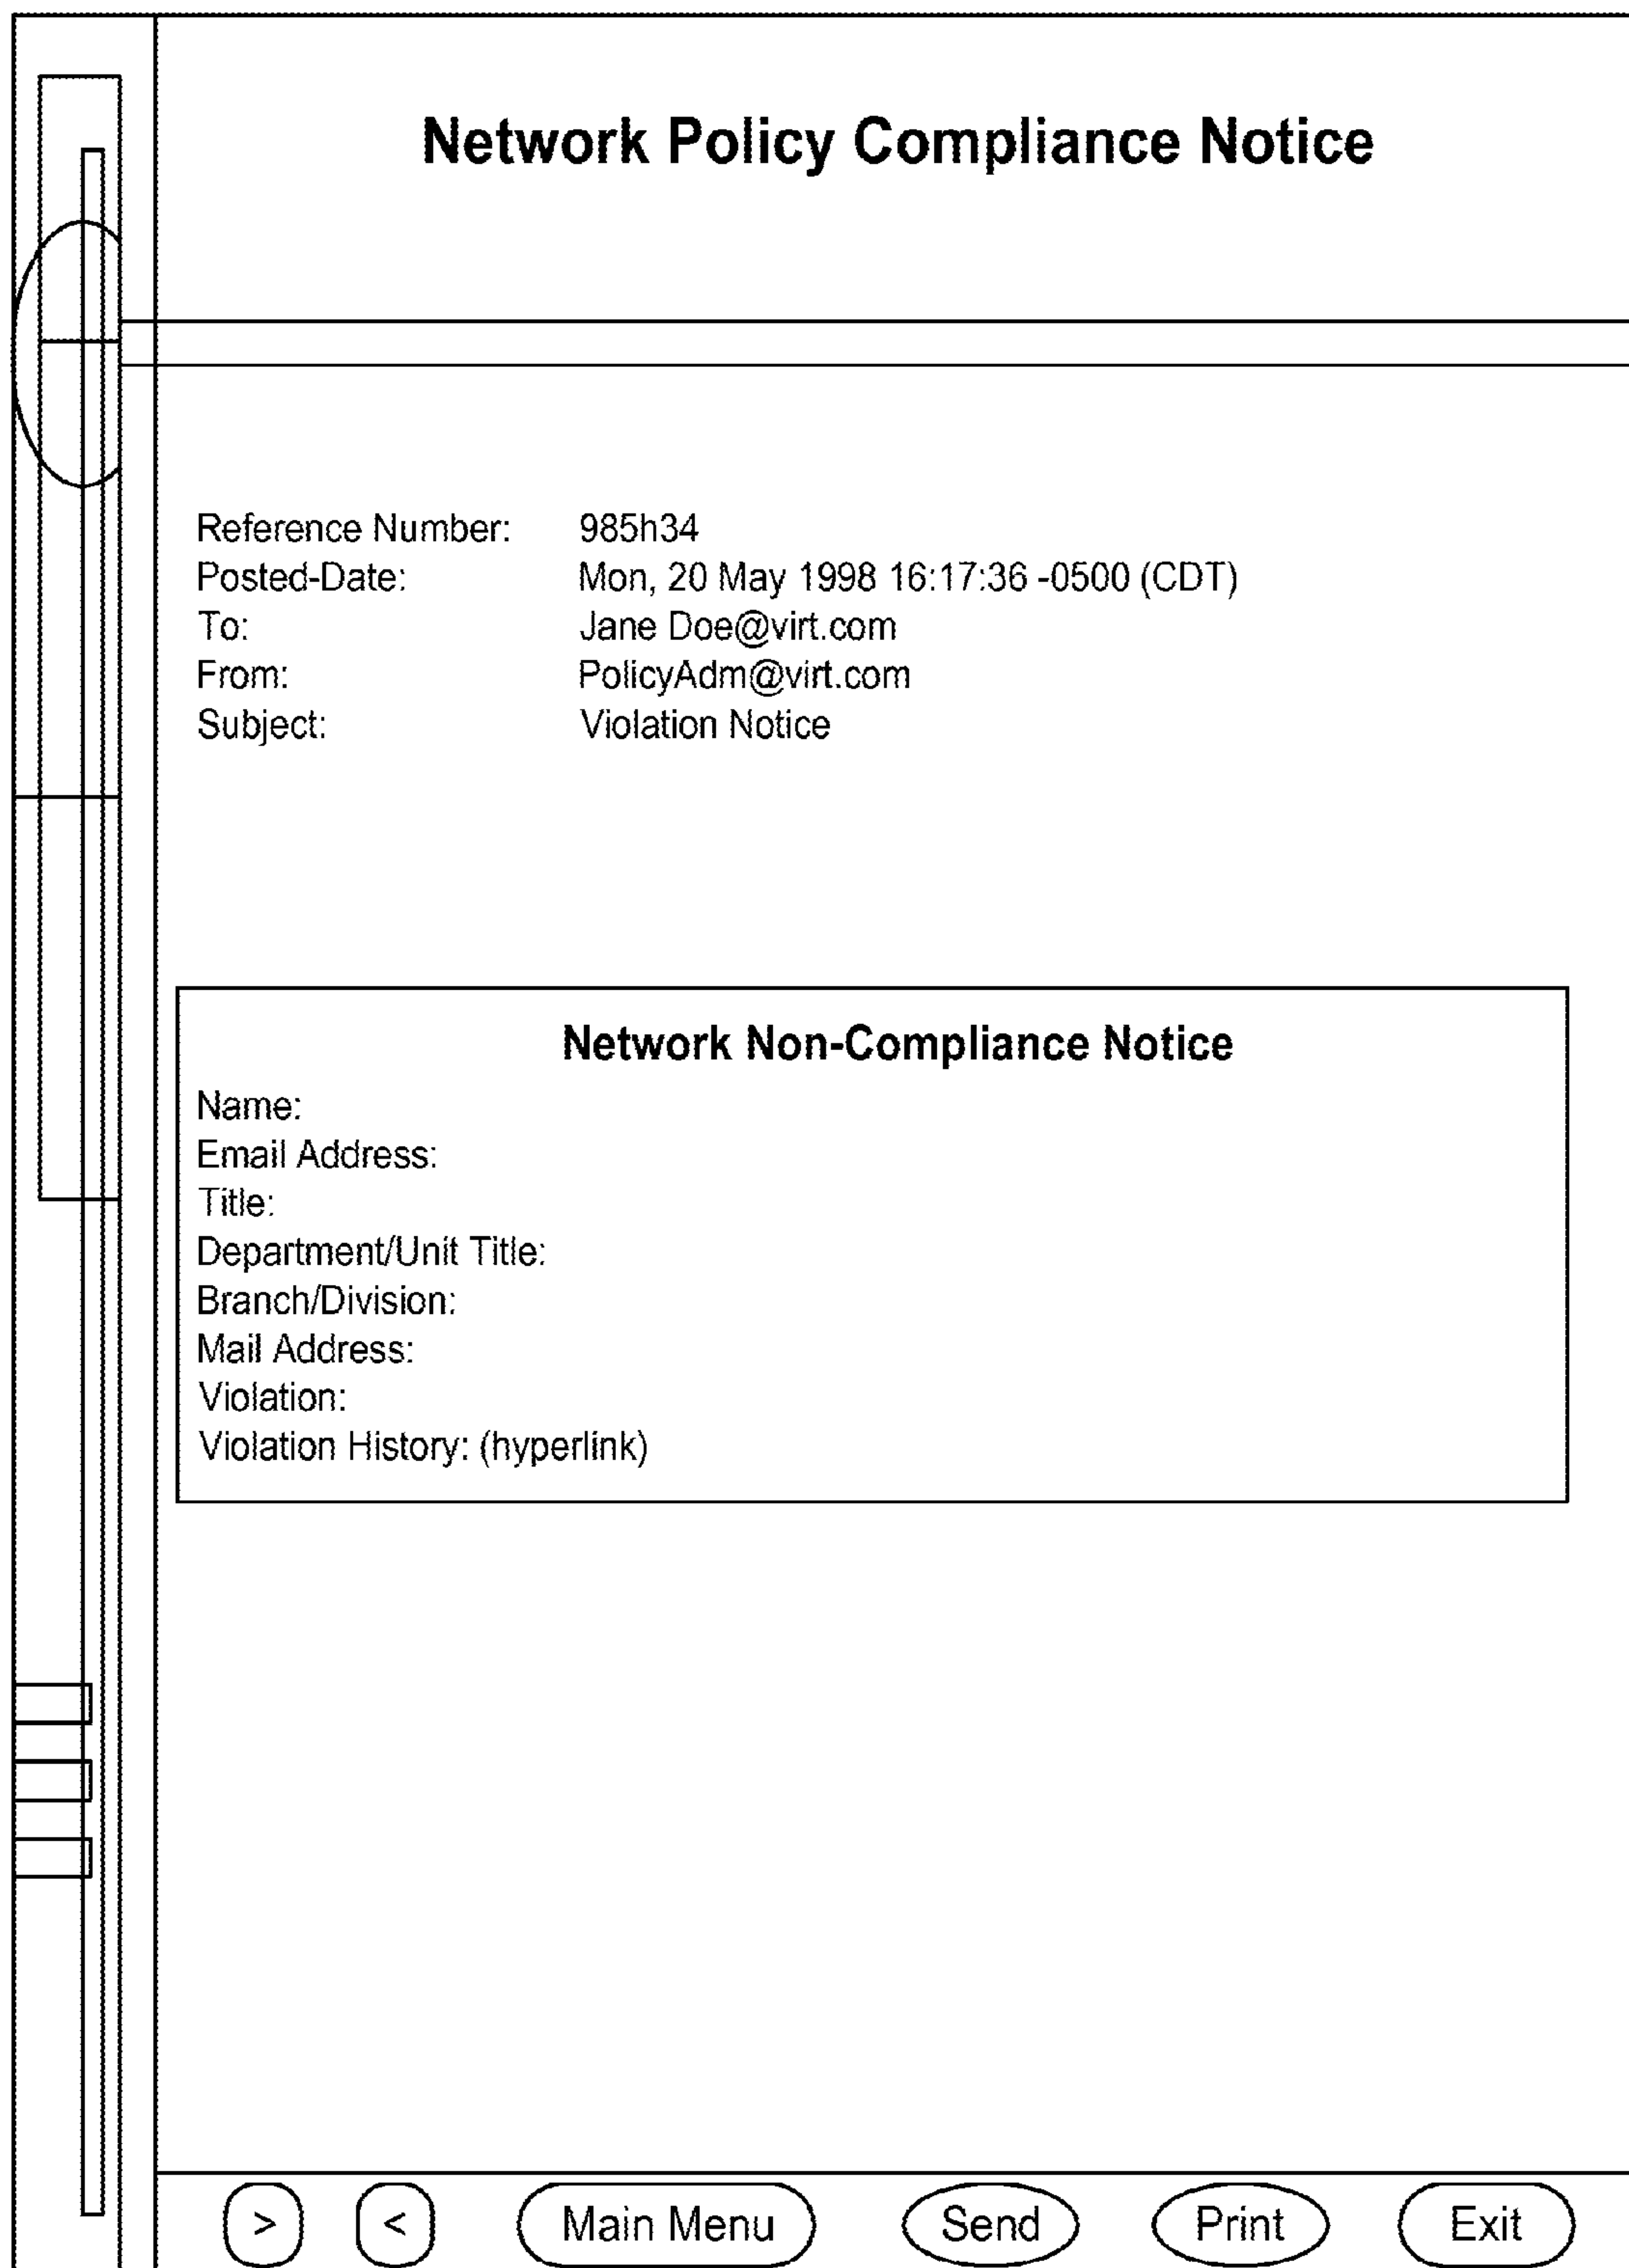 Network Policy Compliance Notice
Reference Number: 985h34
Posted-Date: Mon, 20 May 1998 16:17:36 -0500 (CDT)
To: Jane Doe@virt.com
From: PolicyAdm@virt.com
Subject: Violation Notice
Network Non-Compliance Notice
Name:
Email Address:
Title:
Department/Unit Title:
Branch/Division:
Mail Address:
Violation:
Violation History: (hyperlink)
> < Main Menu Send Print Exit